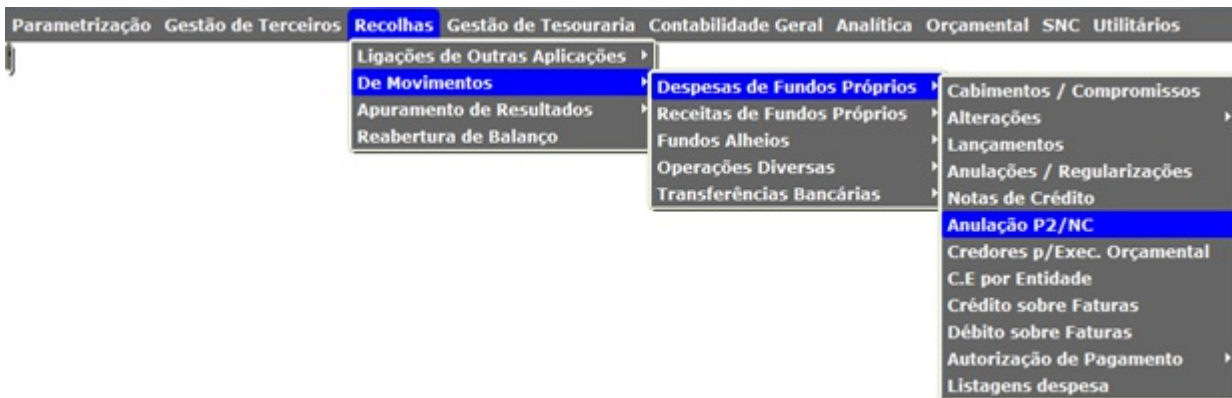 Parametrização Gestão de Terceiros Recolhas Gestão de Tesouraria Contabilidade Geral Analítica Orçamental SNC Utilitários
Ligações de Outras Aplicações
De Movimentos
Apuramento de Resultados
Reabertura de Balanço
Despesas de Fundos Próprios
Receitas de Fundos Próprios
Fundos Alheios
Operações Diversas
Transferências Bancárias
Cabimentos / Compromissos
Alterações
Lançamentos
Anulações / Regularizações
Notas de Crédito
Anulação P2/NC
Credores p/Exec. Orçamental
C.E por Entidade
Crédito sobre Faturas
Débito sobre Faturas
Autorização de Pagamento
Listagens despesa